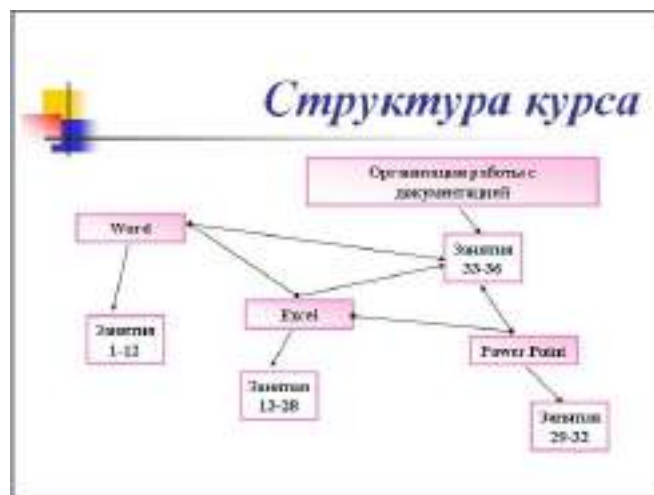 Структура курса
Организация работы с
документацией
Word
Занятия
33-36
Excel
Занятия
1-12
Power Point
Занятия
13-28
Занятия
29-32